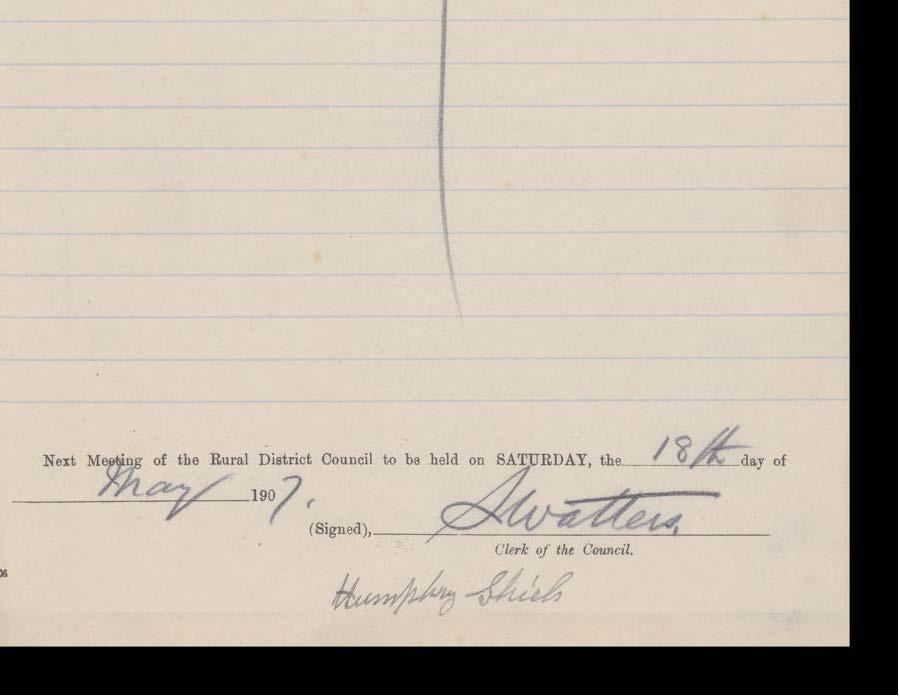 Next Meeting of the Rural District Council to be held on SATURDAY, the 18th day of
May 1907.
(Signed), S Watters.
Clerk of the Council.
06
Humphry Shiels